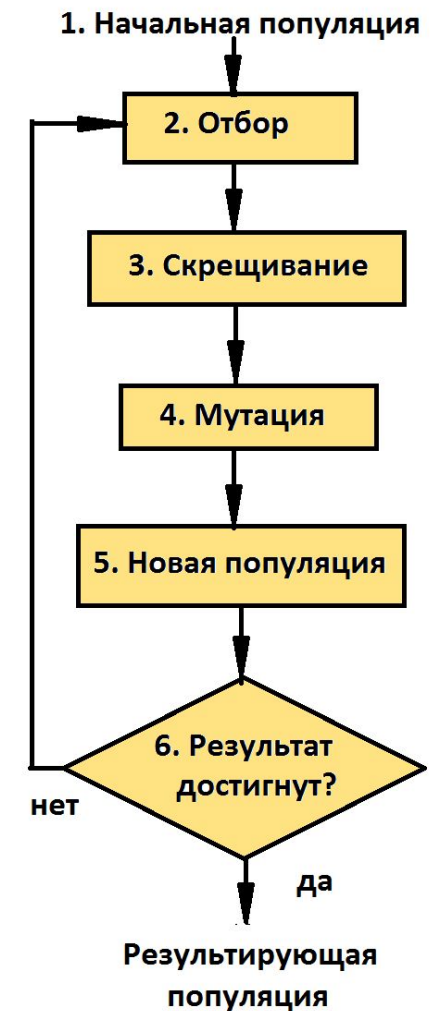 1. Начальная популяция
2. Отбор
3. Скрещивание
4. Мутация
5. Новая популяция
6. Результат
достигнут?
нет
да
Результирующая
популяция